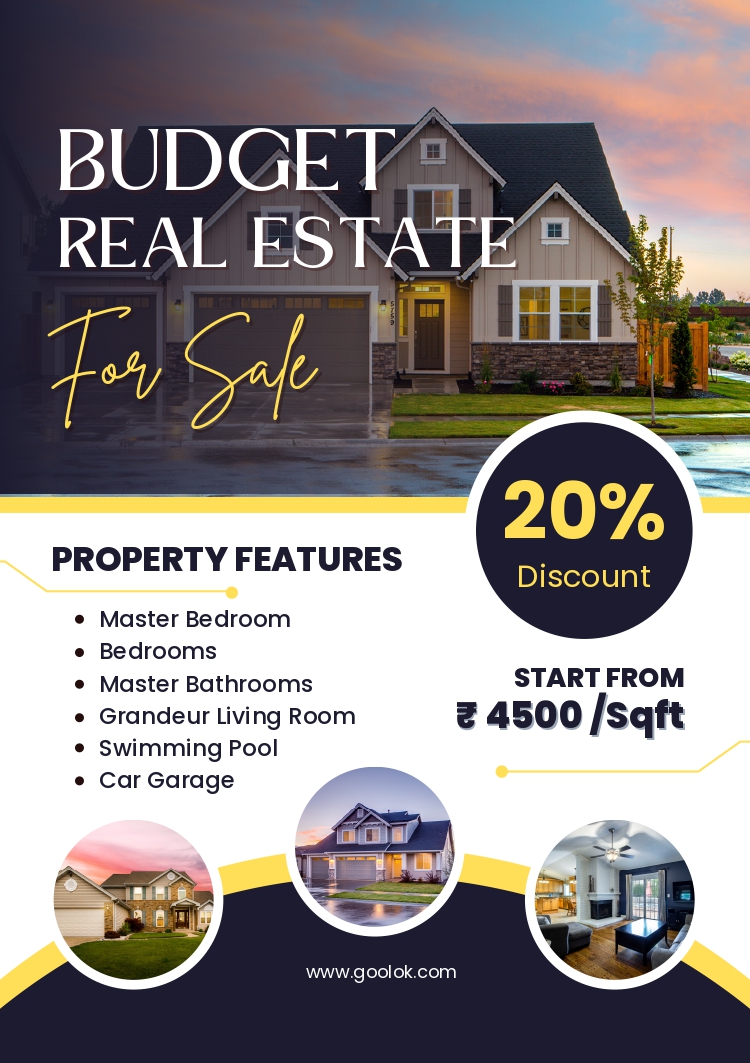 BUDGET
REAL ESTATE
For Sale
20%
Discount
PROPERTY FEATURES
• Master Bedroom
• Bedrooms
• Master Bathrooms
• Grandeur Living Room
• Swimming Pool
• Car Garage
START FROM
₹ 4500 /Sqft
www.goolok.com